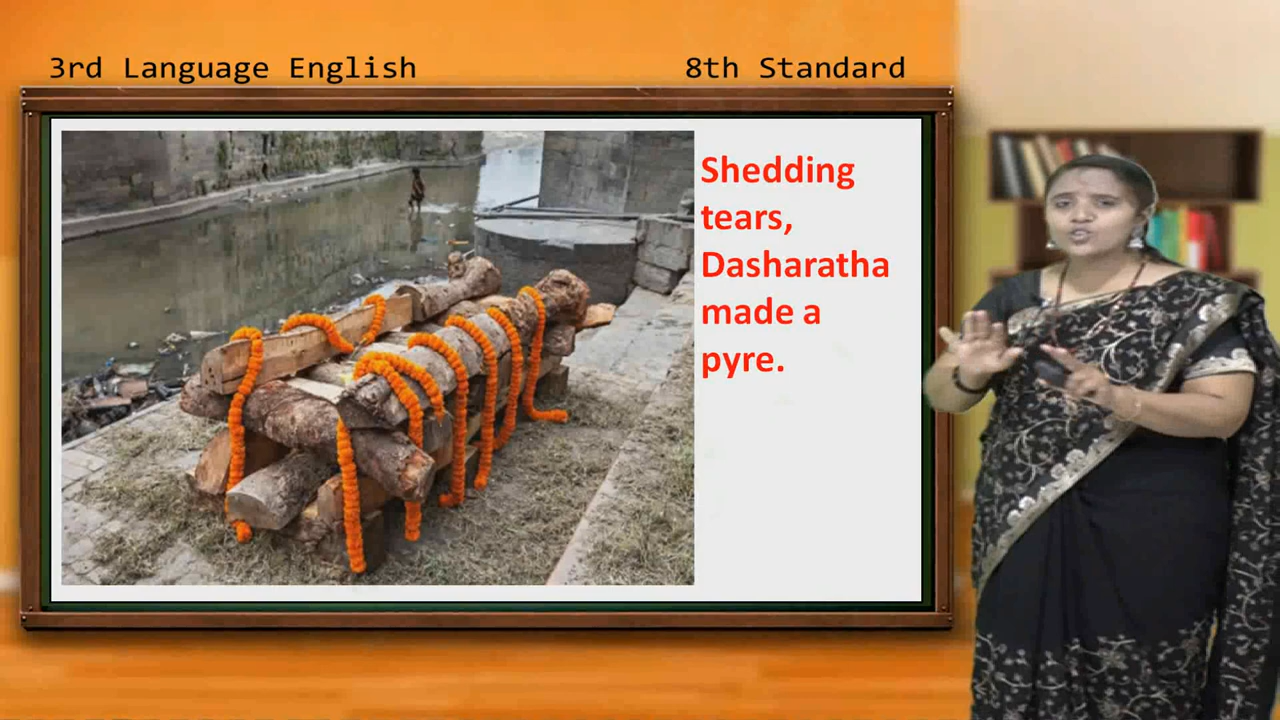 3rd Language English
8th Standard
Shedding
tears,
Dasharatha
made a
pyre.